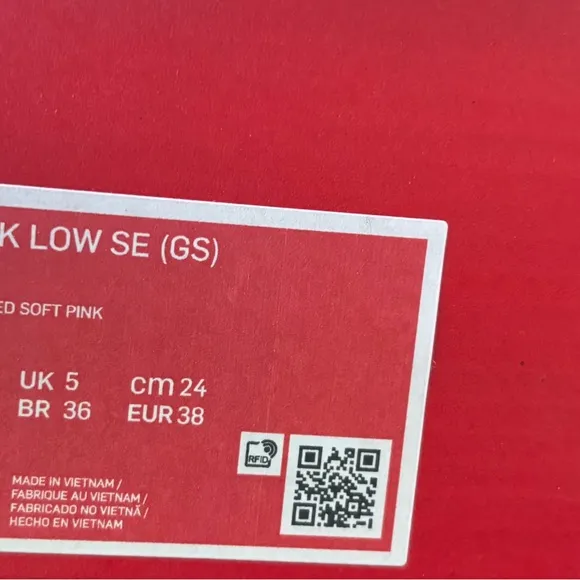 K LOW SE (GS)
ED SOFT PINK
UK 5 cm 24
BR 36 EUR 38
RFID
MADE IN VIETNAM /
FABRIQUE AU VIETNAM /
FABRICADO NO VIETNÃ /
HECHO EN VIETNAM